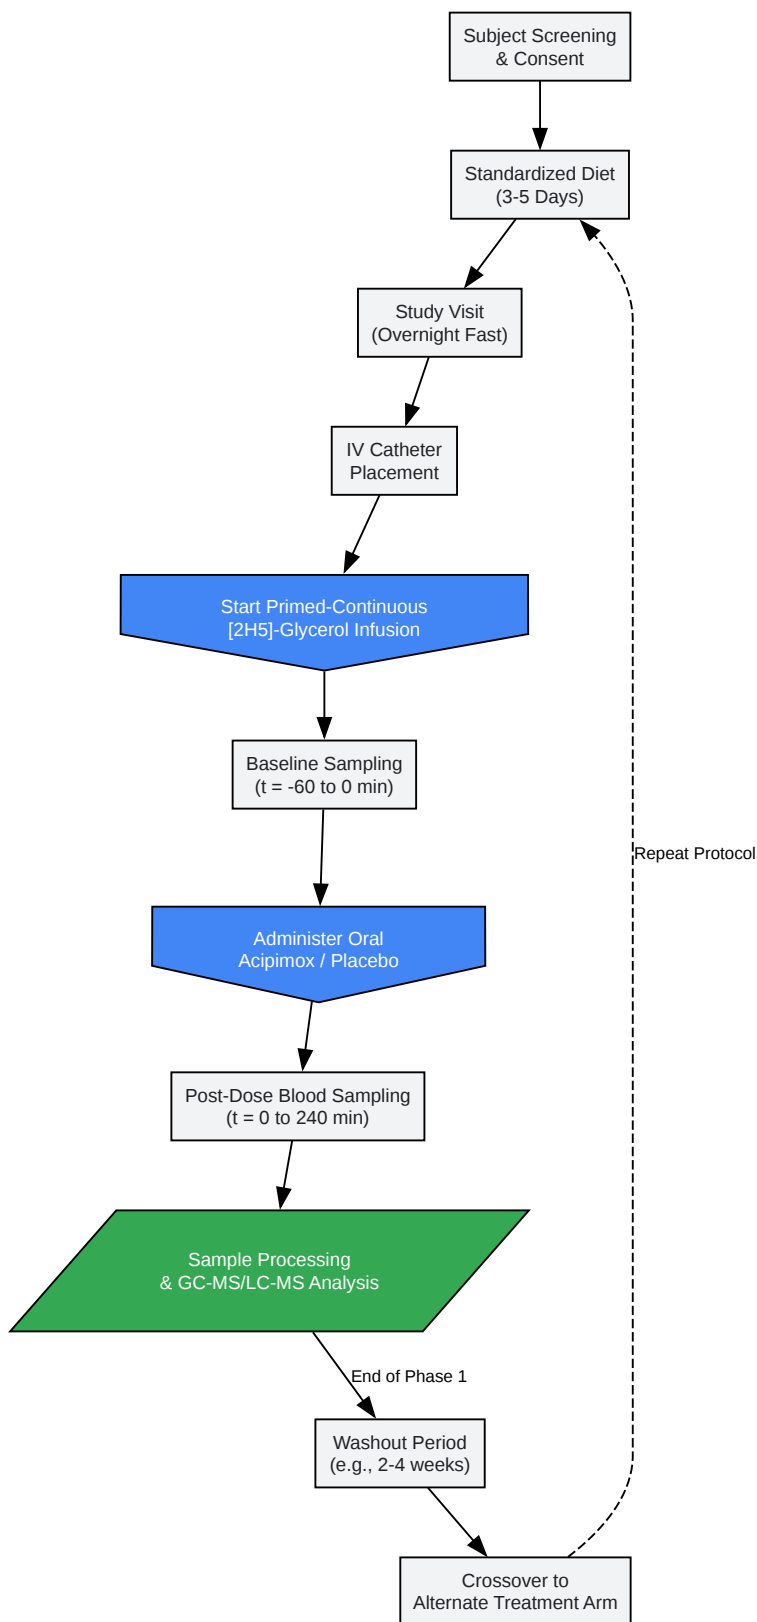 Subject Screening
& Consent
Standardized Diet
(3-5 Days)
Study Visit
(Overnight Fast)
IV Catheter
Placement
Start Primed-Continuous
[2H5]-Glycerol Infusion
Baseline Sampling
(t = -60 to 0 min)
Repeat Protocol
Administer Oral
Acipimox / Placebo
Post-Dose Blood Sampling
(t = 0 to 240 min)
Sample Processing
& GC-MS/LC-MS Analysis
End of Phase 1
Washout Period
(e.g., 2-4 weeks)
Crossover to
Alternate Treatment Arm